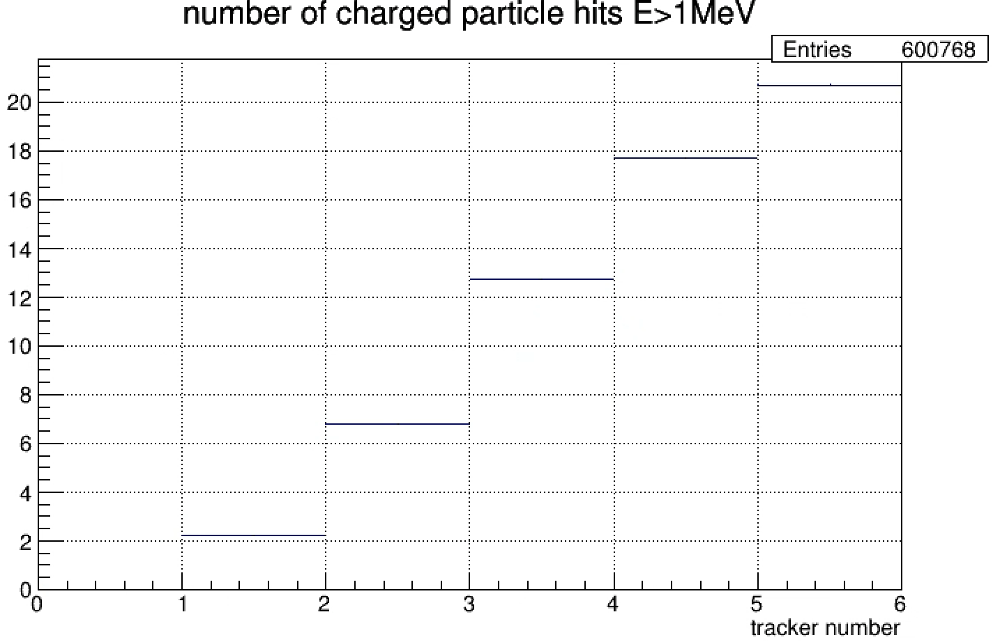 number of charged particle hits E>1MeV
Entries 600768
20
18
16
14
12
10
8
6
4
2
0
0 1 2 3 4 5 6
tracker number